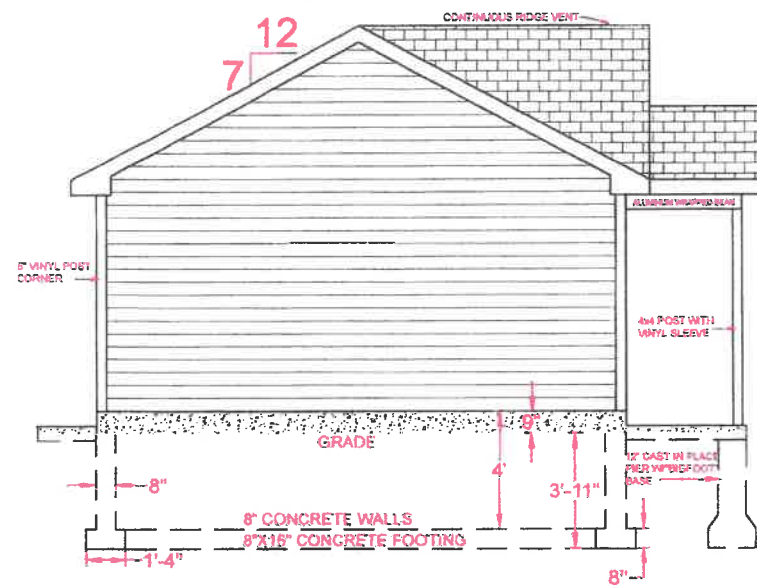 CONTINUOUS RIDGE VENT
12
7
ALUMINUM WRAPPED BEAM
6" VINYL POST
CORNER
4x4 POST WITH
VINYL SLEEVE
9"
GRADE
4'
12" CAST IN PLACE
PIER W/"BIGFOOT"
BASE
8"
3'-11"
8" CONCRETE WALLS
8"X16" CONCRETE FOOTING
1'-4"
8"